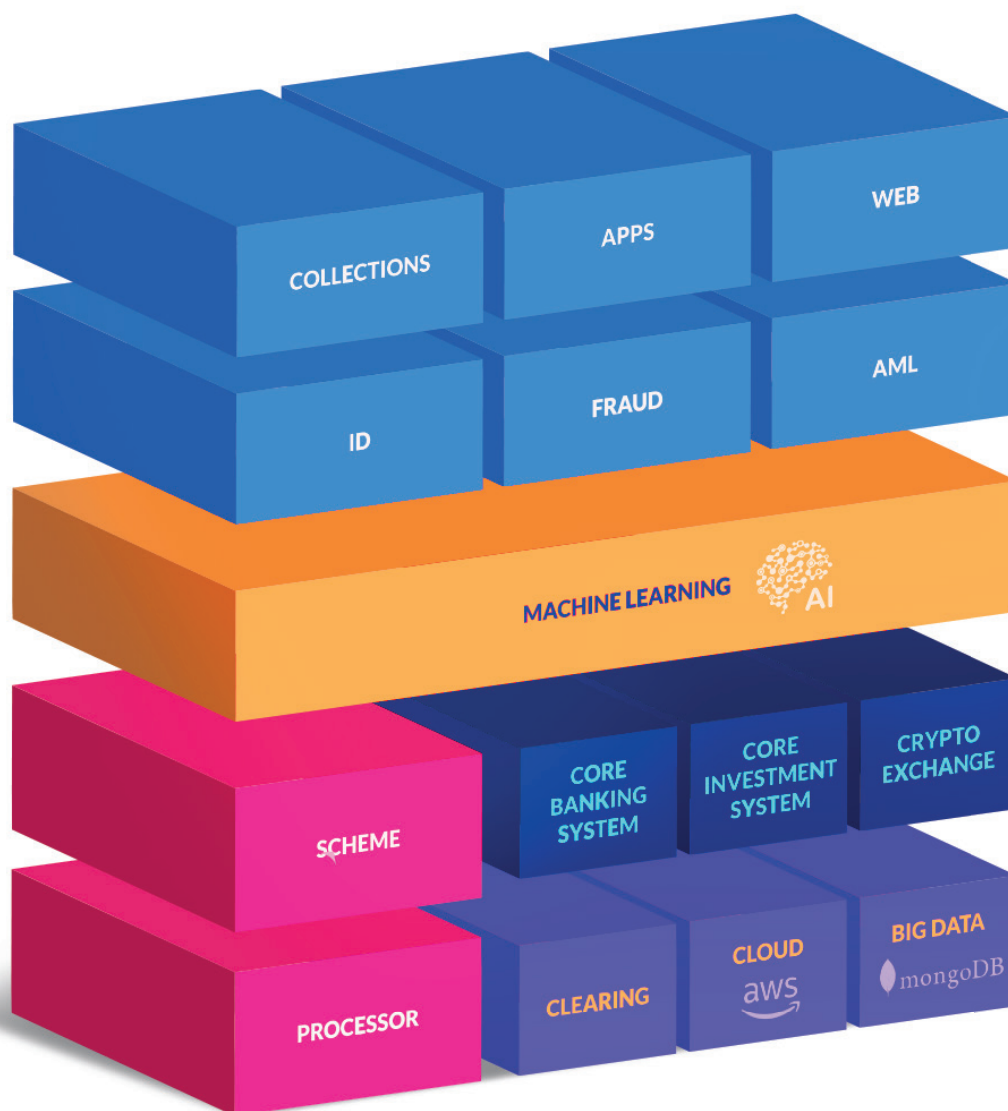 COLLECTIONS
APPS
WEB
ID
FRAUD
AML
MACHINE LEARNING
AI
SCHEME
CORE
BANKING
SYSTEM
CORE
INVESTMENT
SYSTEM
CRYPTO
EXCHANGE
PROCESSOR
CLEARING
CLOUD
aws
BIG DATA
mongoDB